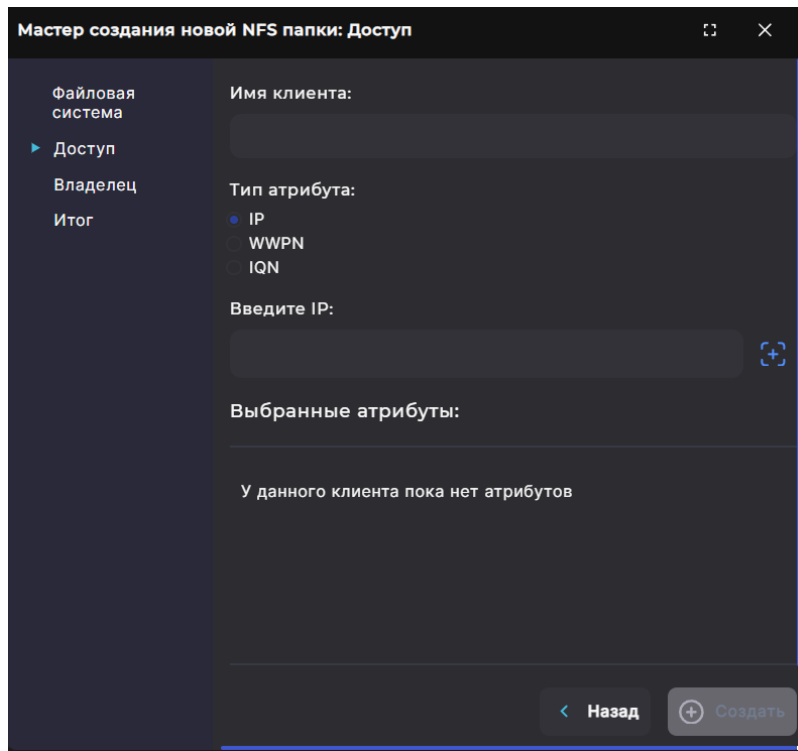 Мастер создания новой NFS папки: Доступ
Файловая
система
Доступ
Владелец
Итог
Имя клиента:
Тип атрибута:
IP
WWPN
IQN
Введите IP:
Выбранные атрибуты:
У данного клиента пока нет атрибутов
Назад
Создать